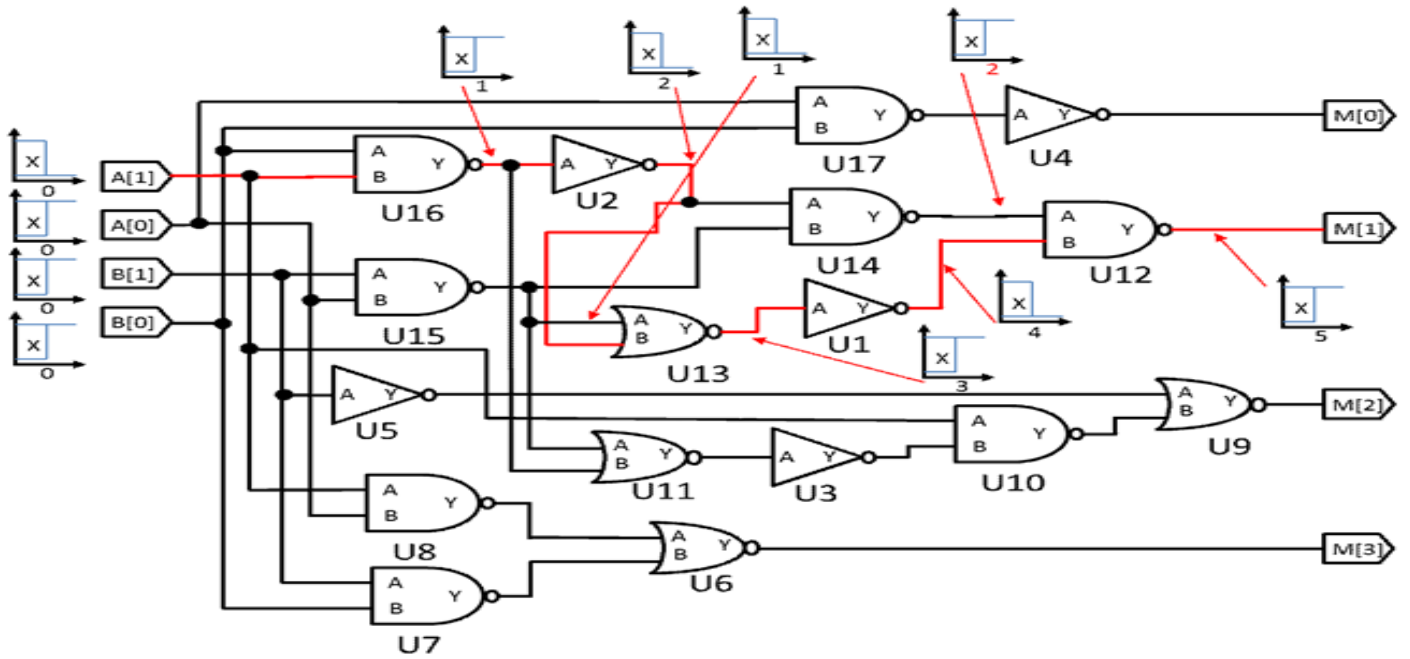 X 1
X 2
X 1
X 2
A B Y U17
A Y U4
M[0]
X 0
A[1]
A B Y U16
A Y U2
X 0
A[0]
A B Y U14
A B Y U12
M[1]
X 0
B[1]
A B Y U15
X 0
B[0]
A B Y U13
A Y U1
X 4
X 5
X 3
A Y U5
A B Y U9
M[2]
A B Y U11
A Y U3
A B Y U10
A B Y U8
A B Y U6
M[3]
A B Y U7